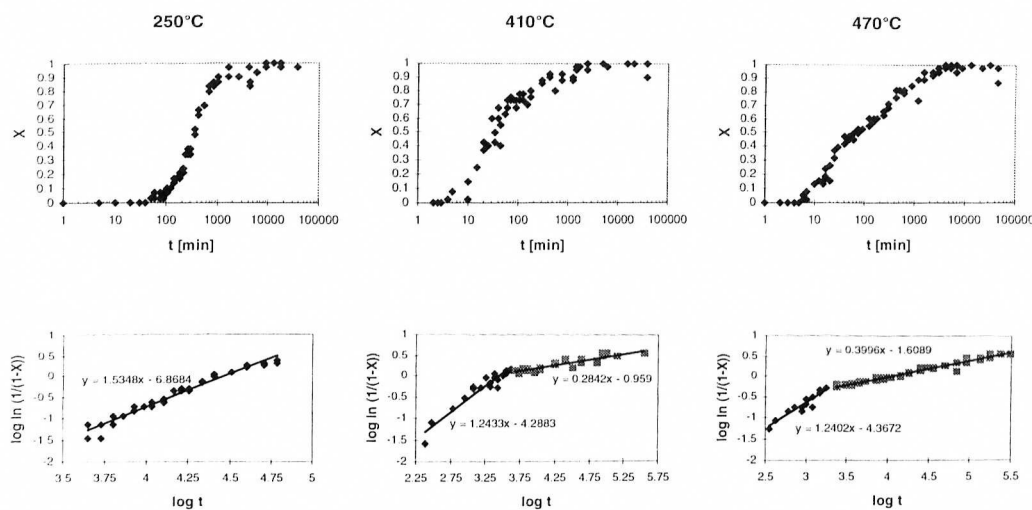 250°C
410°C
470°C
X
1
0.9
0.8
0.7
0.6
0.5
0.4
0.3
0.2
0.1
0
1 10 100 1000 10000 100000
t [min]
X
1
0.9
0.8
0.7
0.6
0.5
0.4
0.3
0.2
0.1
0
1 10 100 1000 10000 100000
t [min]
X
1
0.9
0.8
0.7
0.6
0.5
0.4
0.3
0.2
0.1
0
1 10 100 1000 10000 100000
t [min]
log ln (1/(1-X))
1
0.5
0
-0.5
-1
-1.5
-2
y = 1.5348x - 6.8684
3.5 3.75 4 4.25 4.5 4.75 5
log t
log ln (1/(1-X))
1
0.5
0
-0.5
-1
-1.5
-2
y = 0.2842x - 0.959
y = 1.2433x - 4.2883
2.25 2.75 3.25 3.75 4.25 4.75 5.25 5.75
log t
log ln (1/(1-X))
1
0.5
0
-0.5
-1
-1.5
-2
y = 0.3996x - 1.6089
y = 1.2402x - 4.3672
2.5 3 3.5 4 4.5 5 5.5
log t